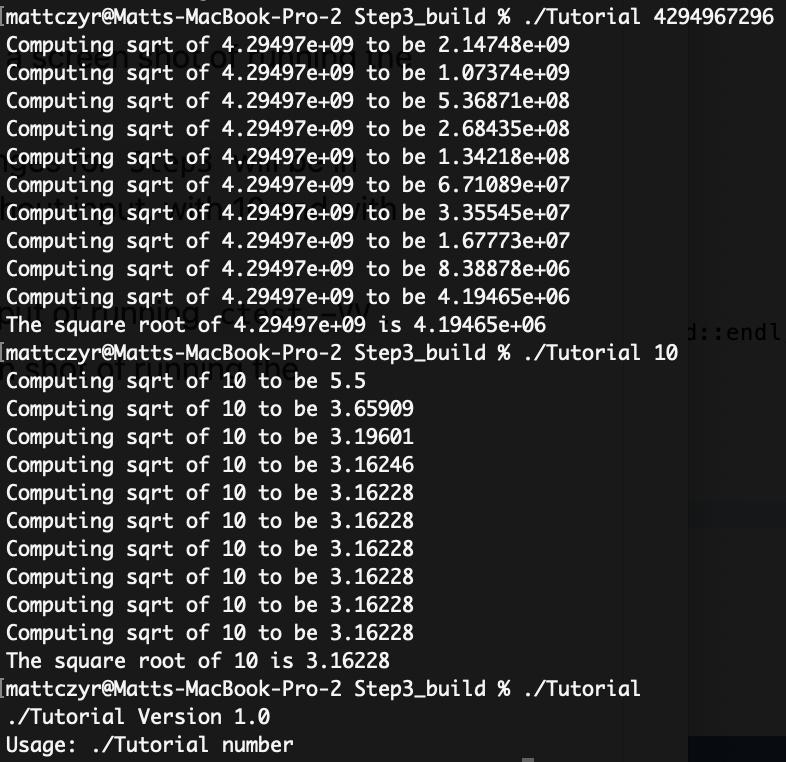 [mattczyr@Matts-MacBook-Pro-2 Step3_build % ./Tutorial 4294967296
Computing sqrt of 4.29497e+09 to be 2.14748e+09
Computing sqrt of 4.29497e+09 to be 1.07374e+09
Computing sqrt of 4.29497e+09 to be 5.36871e+08
Computing sqrt of 4.29497e+09 to be 2.68435e+08
Computing sqrt of 4.29497e+09 to be 1.34218e+08
Computing sqrt of 4.29497e+09 to be 6.71089e+07
Computing sqrt of 4.29497e+09 to be 3.35545e+07
Computing sqrt of 4.29497e+09 to be 1.67773e+07
Computing sqrt of 4.29497e+09 to be 8.38878e+06
Computing sqrt of 4.29497e+09 to be 4.19465e+06
The square root of 4.29497e+09 is 4.19465e+06
d::endl
[mattczyr@Matts-MacBook-Pro-2 Step3_build % ./Tutorial 10
Computing sqrt of 10 to be 5.5
Computing sqrt of 10 to be 3.65909
Computing sqrt of 10 to be 3.19601
Computing sqrt of 10 to be 3.16246
Computing sqrt of 10 to be 3.16228
Computing sqrt of 10 to be 3.16228
Computing sqrt of 10 to be 3.16228
Computing sqrt of 10 to be 3.16228
Computing sqrt of 10 to be 3.16228
Computing sqrt of 10 to be 3.16228
The square root of 10 is 3.16228
[mattczyr@Matts-MacBook-Pro-2 Step3_build % ./Tutorial
./Tutorial Version 1.0
Usage: ./Tutorial number